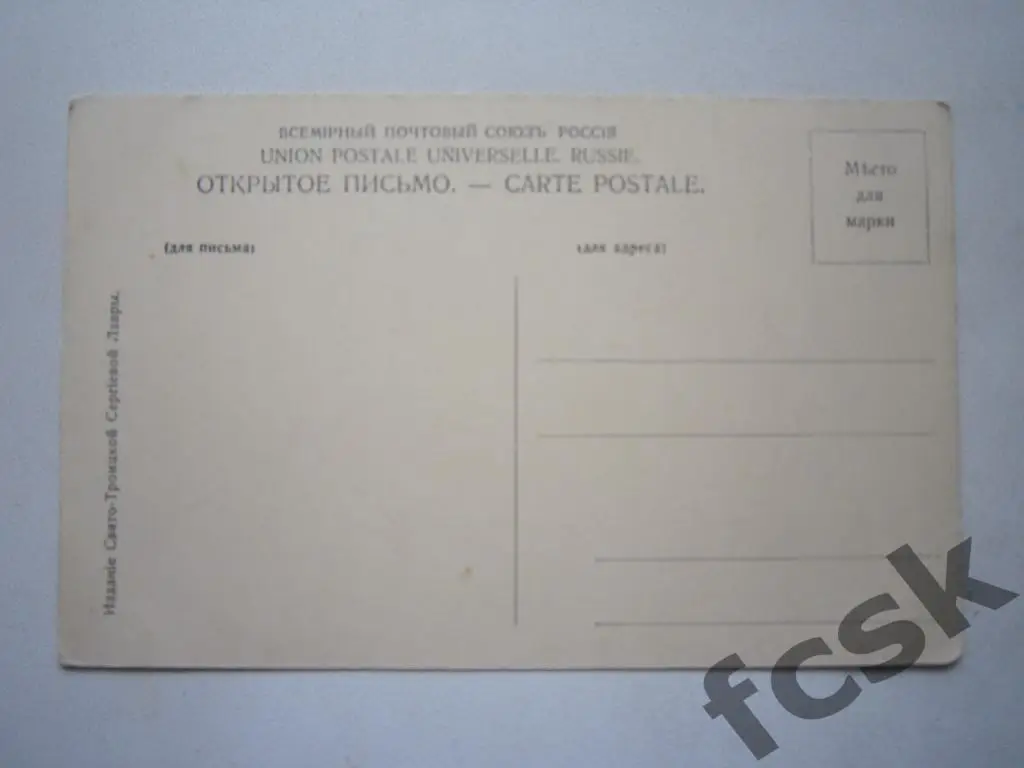 ВСЕМІРНЫЙ ПОЧТОВЫЙ СОЮЗЪ РОССІЯ
UNION POSTALE UNIVERSELLE. RUSSIE.
ОТКРЫТОЕ ПИСЬМО. — CARTE POSTALE.
Мѣсто
для
марки
(для письма)
(для адреса)
Изданіе Свято-Троицкой Сергіевой Лавры.
fcsk